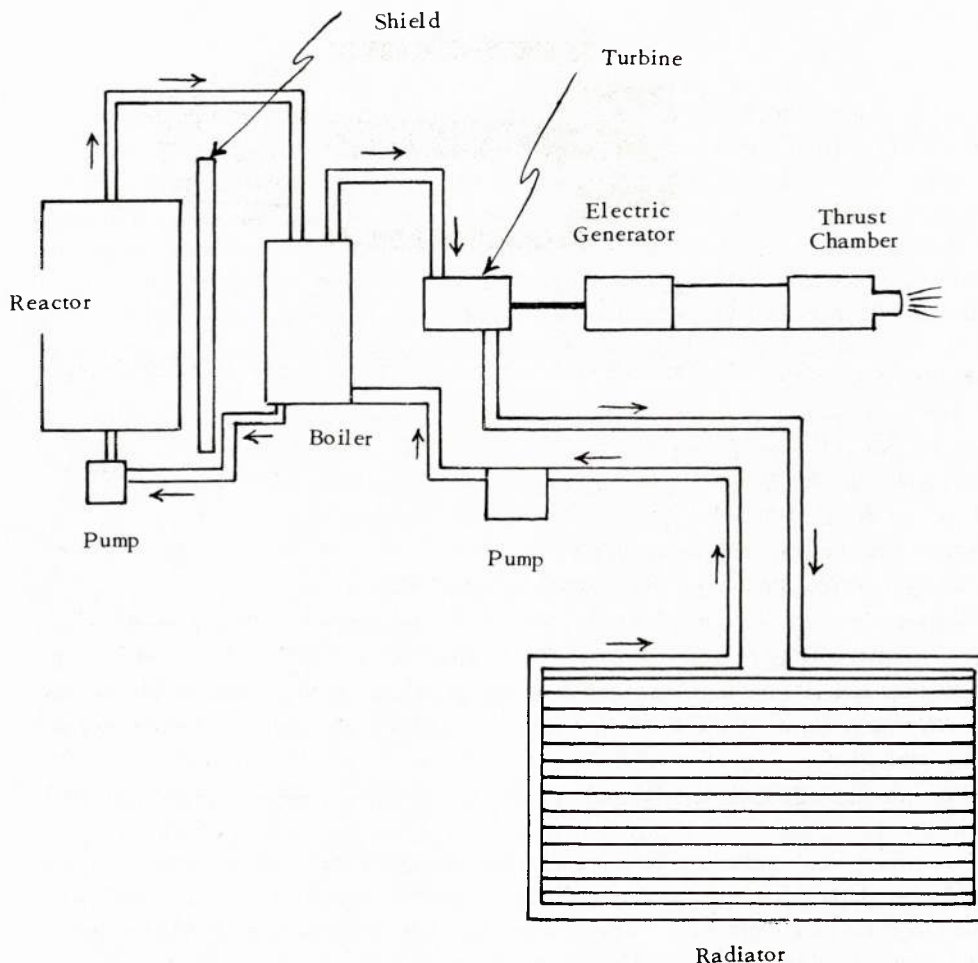 Shield
Turbine
Electric
Generator
Thrust
Chamber
Reactor
Boiler
Pump
Pump
Radiator